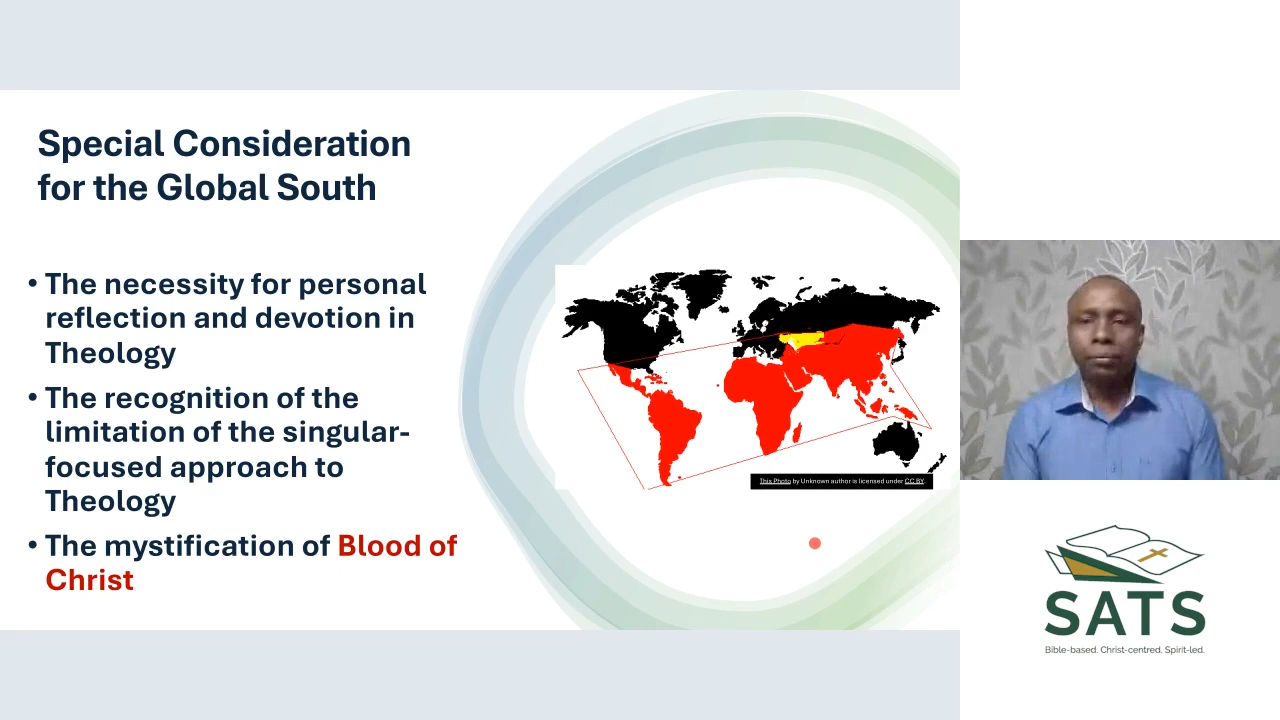 Special Consideration
for the Global South
• The necessity for personal
reflection and devotion in
Theology
• The recognition of the
limitation of the singular-
focused approach to
Theology
• The mystification of Blood of
Christ
This Photo by Unknown author is licensed under CC BY.
SATS
Bible-based. Christ-centred. Spirit-led.